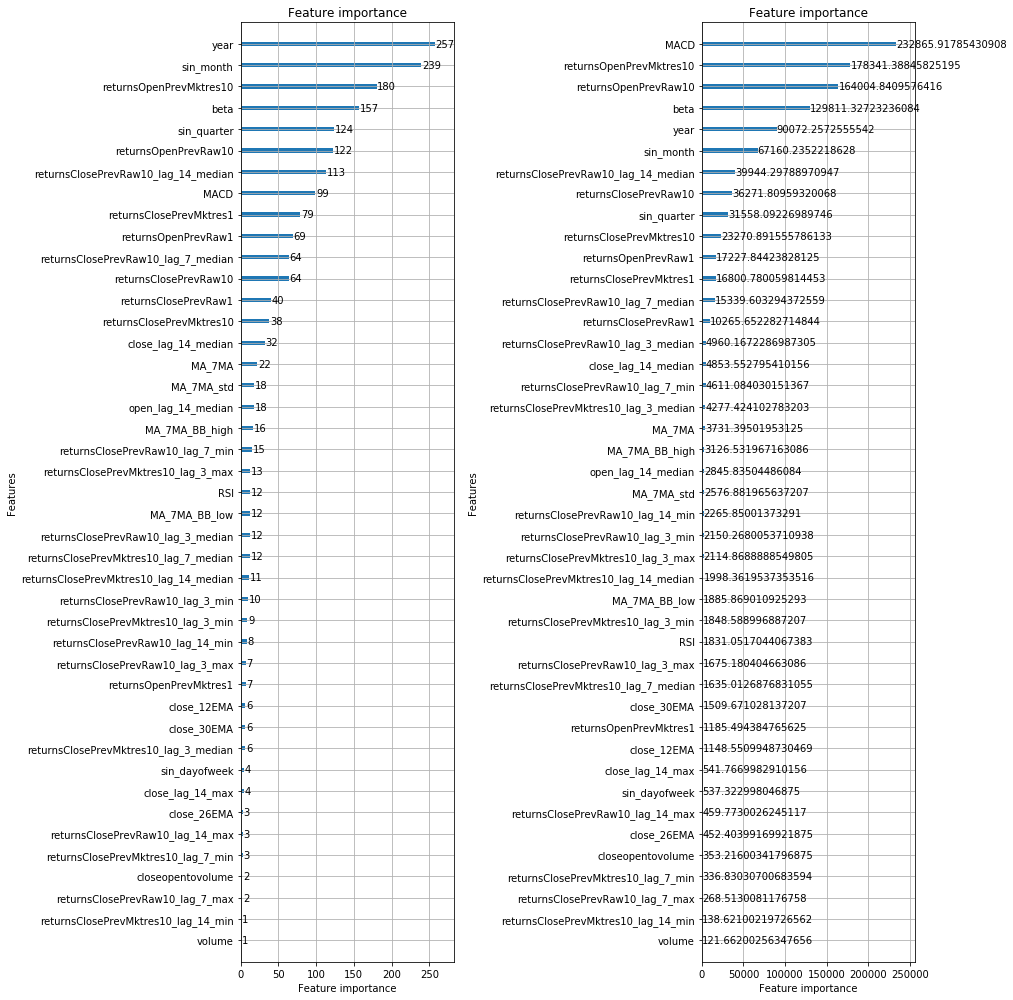 Feature importance
year 257
sin_month 239
returnsOpenPrevMktres10 180
beta 157
sin_quarter 124
returnsOpenPrevRaw10 122
returnsClosePrevRaw10_lag_14_median 113
MACD 99
returnsClosePrevMktres1 79
returnsOpenPrevRaw1 69
returnsClosePrevRaw10_lag_7_median 64
returnsClosePrevRaw10 64
returnsClosePrevRaw1 40
returnsClosePrevMktres10 38
close_lag_14_median 32
MA_7MA 22
MA_7MA_std 18
open_lag_14_median 18
MA_7MA_BB_high 16
returnsClosePrevRaw10_lag_7_min 15
returnsClosePrevMktres10_lag_3_max 13
RSI 12
MA_7MA_BB_low 12
returnsClosePrevRaw10_lag_3_median 12
returnsClosePrevMktres10_lag_7_median 12
returnsClosePrevMktres10_lag_14_median 11
returnsClosePrevRaw10_lag_3_min 10
returnsClosePrevMktres10_lag_3_min 9
returnsClosePrevRaw10_lag_14_min 8
returnsClosePrevRaw10_lag_3_max 7
returnsOpenPrevMktres1 7
close_12EMA 6
close_30EMA 6
returnsClosePrevMktres10_lag_3_median 6
sin_dayofweek 4
close_lag_14_max 4
close_26EMA 3
returnsClosePrevRaw10_lag_14_max 3
returnsClosePrevMktres10_lag_7_min 3
closeopentovolume 2
returnsClosePrevRaw10_lag_7_max 2
returnsClosePrevMktres10_lag_14_min 1
volume 1
0 50 100 150 200 250
Feature importance
Features
Feature importance
MACD 232865.91785430908
returnsOpenPrevMktres10 178341.38845825195
returnsOpenPrevRaw10 164004.8409576416
beta 129811.32723236084
year 90072.2572555542
sin_month 67160.2352218628
returnsClosePrevRaw10_lag_14_median 39944.29788970947
returnsClosePrevRaw10 36271.80959320068
sin_quarter 31558.09226989746
returnsClosePrevMktres10 23270.891555786133
returnsOpenPrevRaw1 17227.84423828125
returnsClosePrevMktres1 16800.780059814453
returnsClosePrevRaw10_lag_7_median 15339.603294372559
returnsClosePrevRaw1 10265.652282714844
returnsClosePrevRaw10_lag_3_median 4960.1672286987305
close_lag_14_median 4853.552795410156
returnsClosePrevRaw10_lag_7_min 4611.084030151367
returnsClosePrevMktres10_lag_3_median 4277.424102783203
MA_7MA 3731.39501953125
MA_7MA_BB_high 3126.531967163086
open_lag_14_median 2845.83504486084
MA_7MA_std 2576.881965637207
returnsClosePrevRaw10_lag_14_min 2265.85001373291
returnsClosePrevRaw10_lag_3_min 2150.2680053710938
returnsClosePrevMktres10_lag_3_max 2114.8688888549805
returnsClosePrevMktres10_lag_14_median 1998.3619537353516
MA_7MA_BB_low 1885.869010925293
returnsClosePrevMktres10_lag_3_min 1848.588996887207
RSI 1831.0517044067383
returnsClosePrevRaw10_lag_3_max 1675.180404663086
returnsClosePrevMktres10_lag_7_median 1635.0126876831055
close_30EMA 1509.671028137207
returnsOpenPrevMktres1 1185.494384765625
close_12EMA 1148.5509948730469
close_lag_14_max 541.7669982910156
sin_dayofweek 537.322998046875
returnsClosePrevRaw10_lag_14_max 459.7730026245117
close_26EMA 452.40399169921875
closeopentovolume 353.21600341796875
returnsClosePrevMktres10_lag_7_min 336.83030700683594
returnsClosePrevRaw10_lag_7_max 268.5130081176758
returnsClosePrevMktres10_lag_14_min 138.62100219726562
volume 121.66200256347656
0 50000 100000 150000 200000 250000
Feature importance
Features